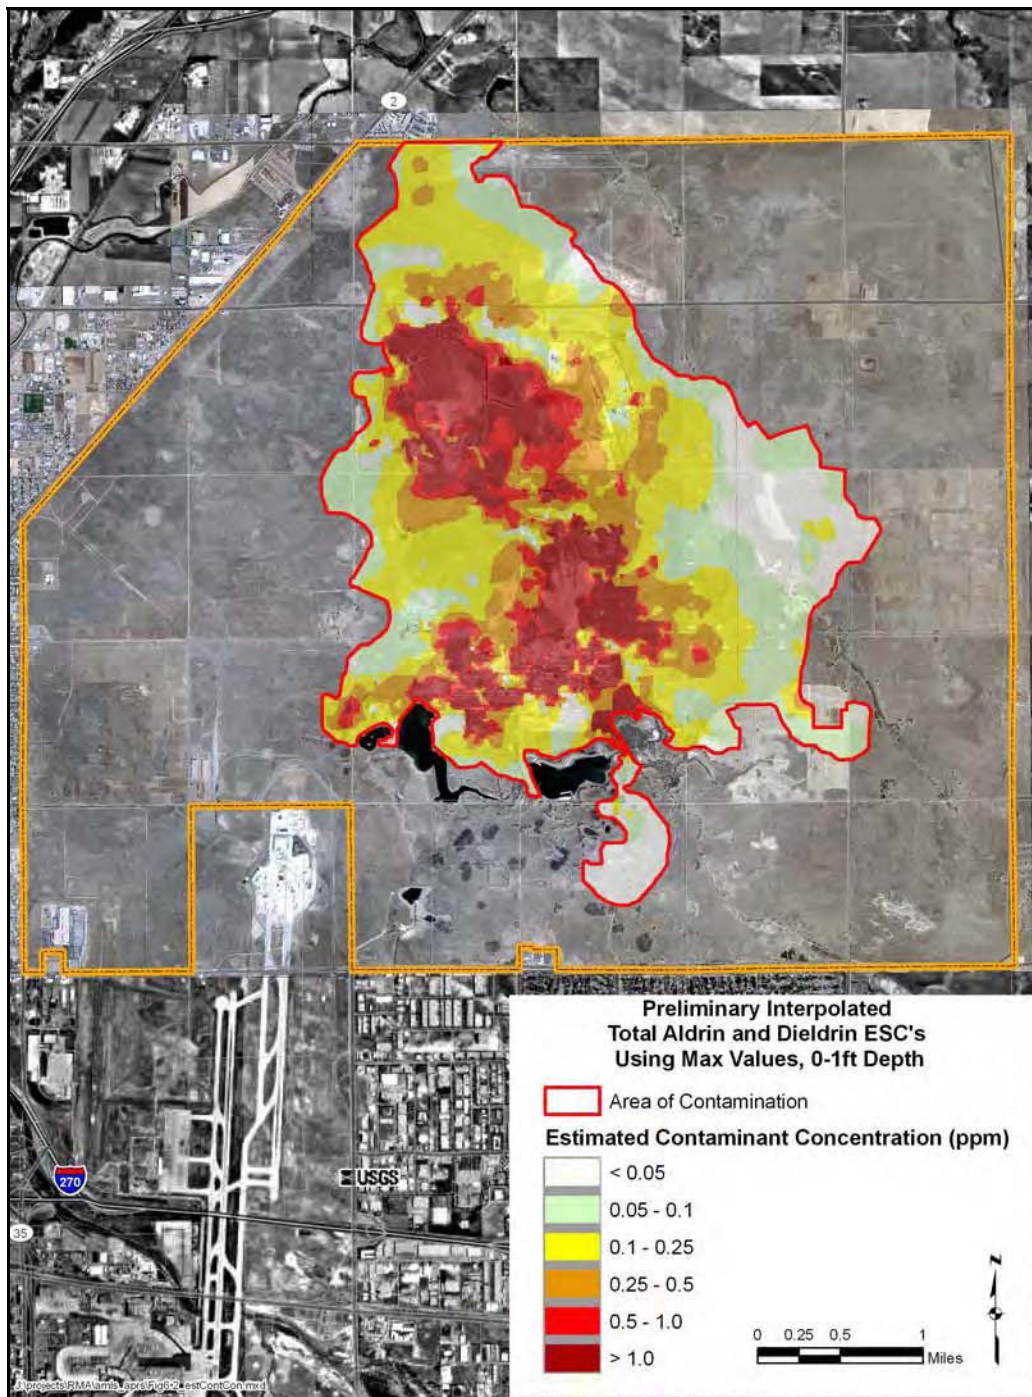 2
Preliminary Interpolated
Total Aldrin and Dieldrin ESC's
Using Max Values, 0-1ft Depth
Area of Contamination
Estimated Contaminant Concentration (ppm)
< 0.05
0.05 - 0.1
0.1 - 0.25
0.25 - 0.5
0.5 - 1.0
> 1.0
N
0 0.25 0.5 1
Miles
USGS
270
35